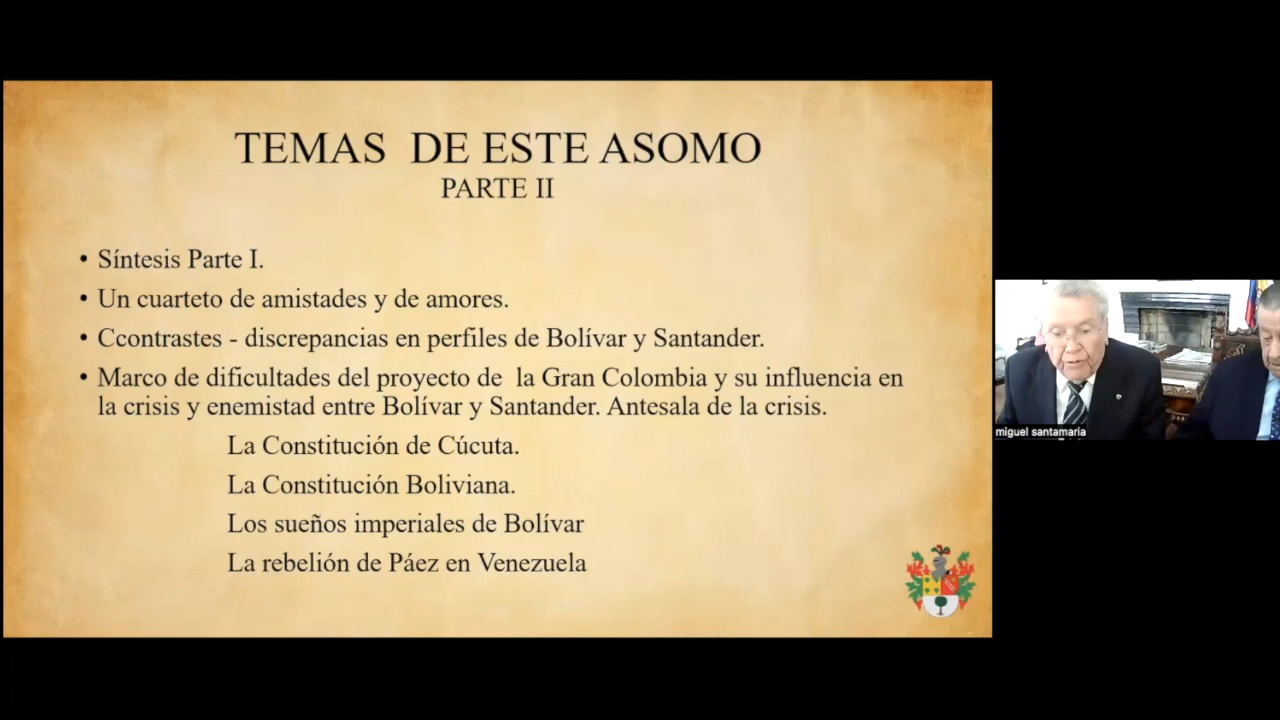 TEMAS DE ESTE ASOMO
PARTE II
• Síntesis Parte I.
• Un cuarteto de amistades y de amores.
• Ccontrastes - discrepancias en perfiles de Bolívar y Santander.
• Marco de dificultades del proyecto de la Gran Colombia y su influencia en
la crisis y enemistad entre Bolívar y Santander. Antesala de la crisis.
La Constitución de Cúcuta.
La Constitución Boliviana.
Los sueños imperiales de Bolívar
La rebelión de Páez en Venezuela
miguel santamaria